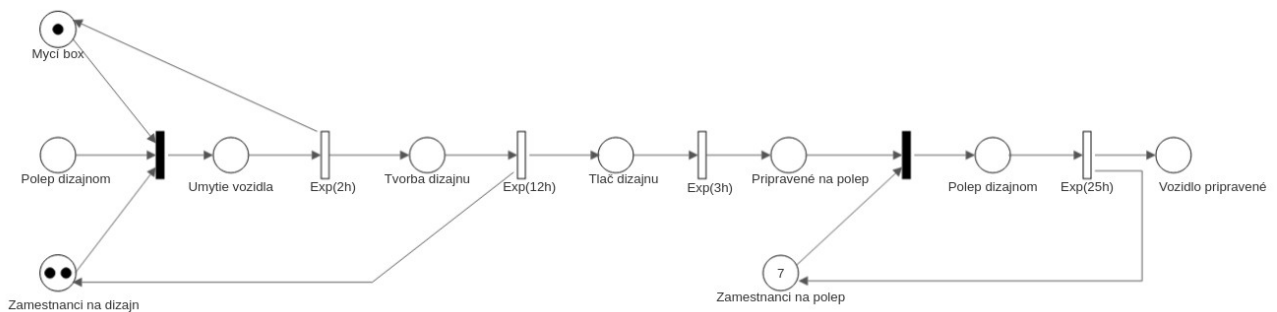 Mycí box
Polep dizajnom
Umytie vozidla
Exp(2h)
Tvorba dizajnu
Exp(12h)
Tlač dizajnu
Exp(3h)
Pripravené na polep
Polep dizajnom
Exp(25h)
Vozidlo pripravené
Zamestnanci na dizajn
7
Zamestnanci na polep